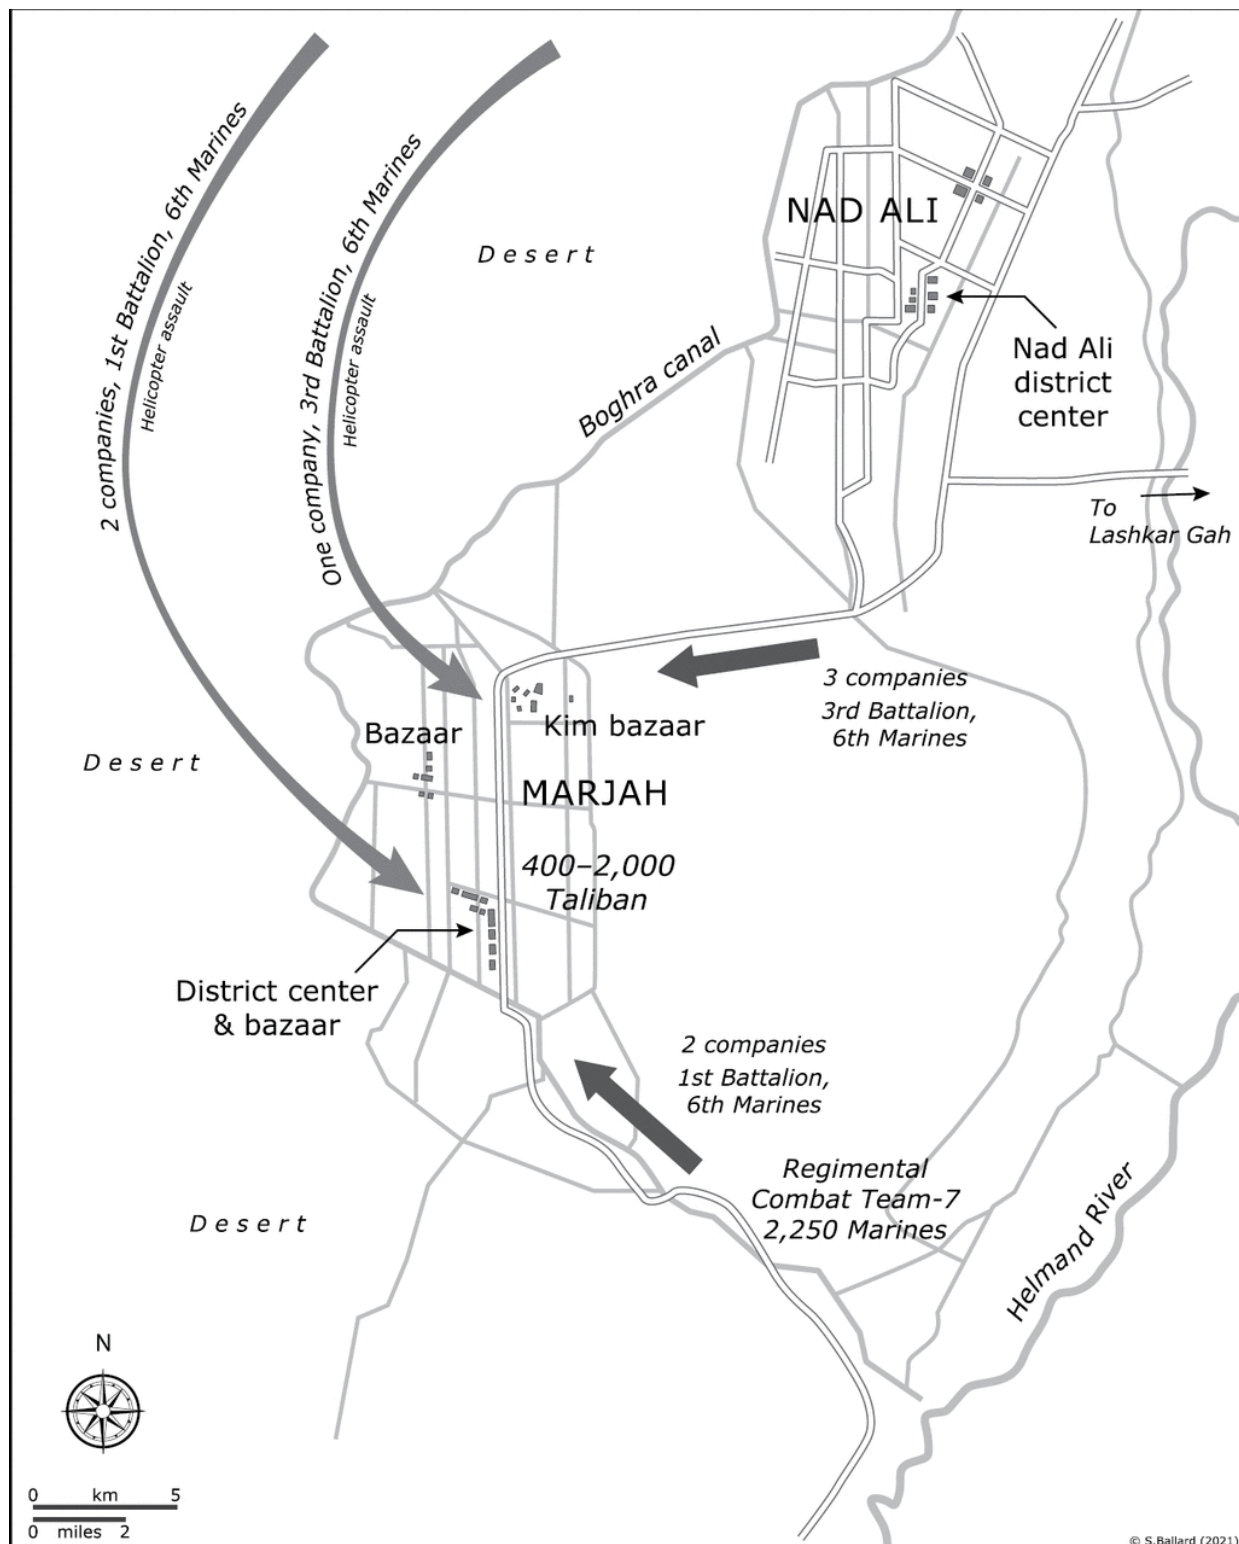 2 companies, 1st Battalion, 6th Marines
Helicopter assault
One company, 3rd Battalion, 6th Marines
Helicopter assault
Desert
NAD ALI
Boghra canal
Nad Ali
district
center
To
Lashkar Gah
3 companies
3rd Battalion,
6th Marines
Bazaar
Kim bazaar
Desert
MARJAH
400–2,000
Taliban
District center
& bazaar
2 companies
1st Battalion,
6th Marines
Regimental
Combat Team-7
2,250 Marines
Desert
Helmand River
N
0 km 5
0 miles 2
© S.Ballard (2021)